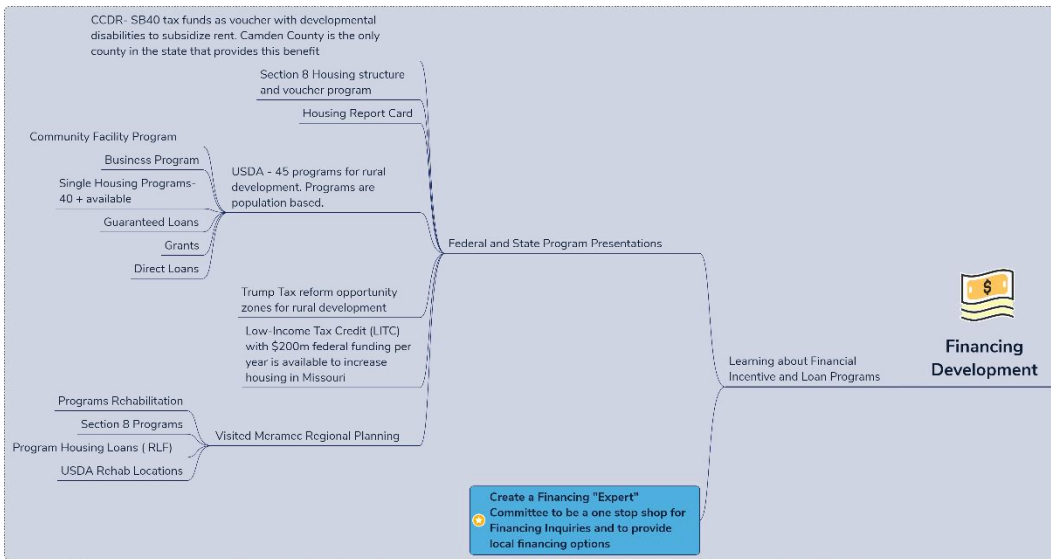 CCDR- SB40 tax funds as voucher with developmental
disabilities to subsidize rent. Camden County is the only
county in the state that provides this benefit
Section 8 Housing structure
and voucher program
Housing Report Card
Community Facility Program
Business Program
Single Housing Programs-
40 + available
Guaranteed Loans
Grants
Direct Loans
USDA - 45 programs for rural
development. Programs are
population based.
Federal and State Program Presentations
Trump Tax reform opportunity
zones for rural development
Low-Income Tax Credit (LITC)
with $200m federal funding per
year is available to increase
housing in Missouri
Programs Rehabilitation
Section 8 Programs
Program Housing Loans ( RLF)
USDA Rehab Locations
Visited Meramec Regional Planning
Learning about Financial
Incentive and Loan Programs
$
Financing
Development
Create a Financing "Expert"
Committee to be a one stop shop for
Financing Inquiries and to provide
local financing options